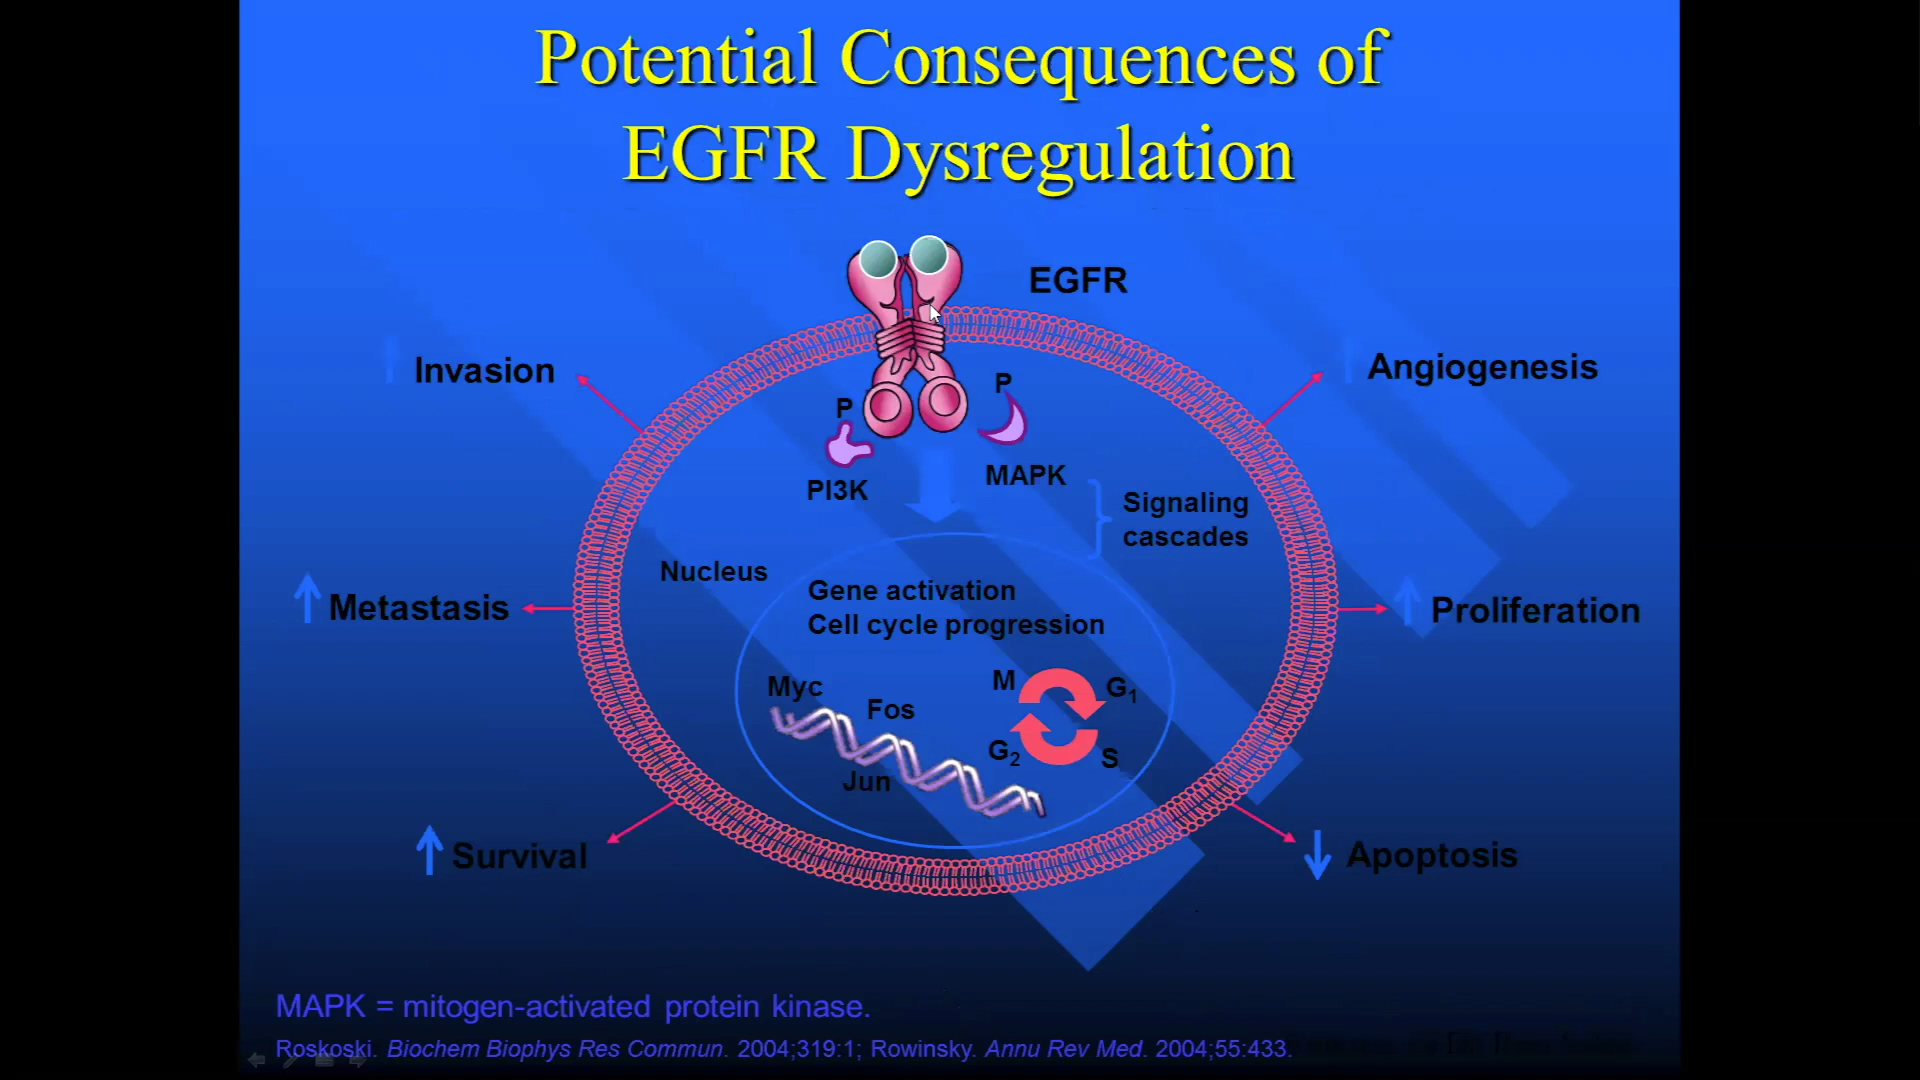 Potential Consequences of
EGFR Dysregulation
EGFR
Invasion
Angiogenesis
P
P
PI3K
MAPK
Signaling
cascades
Nucleus
Gene activation
Cell cycle progression
Metastasis
Proliferation
Myc
Fos
Jun
M
G1
G2
S
Survival
Apoptosis
MAPK = mitogen-activated protein kinase.
Roskoski. Biochem Biophys Res Commun. 2004;319:1; Rowinsky. Annu Rev Med. 2004;55:433.